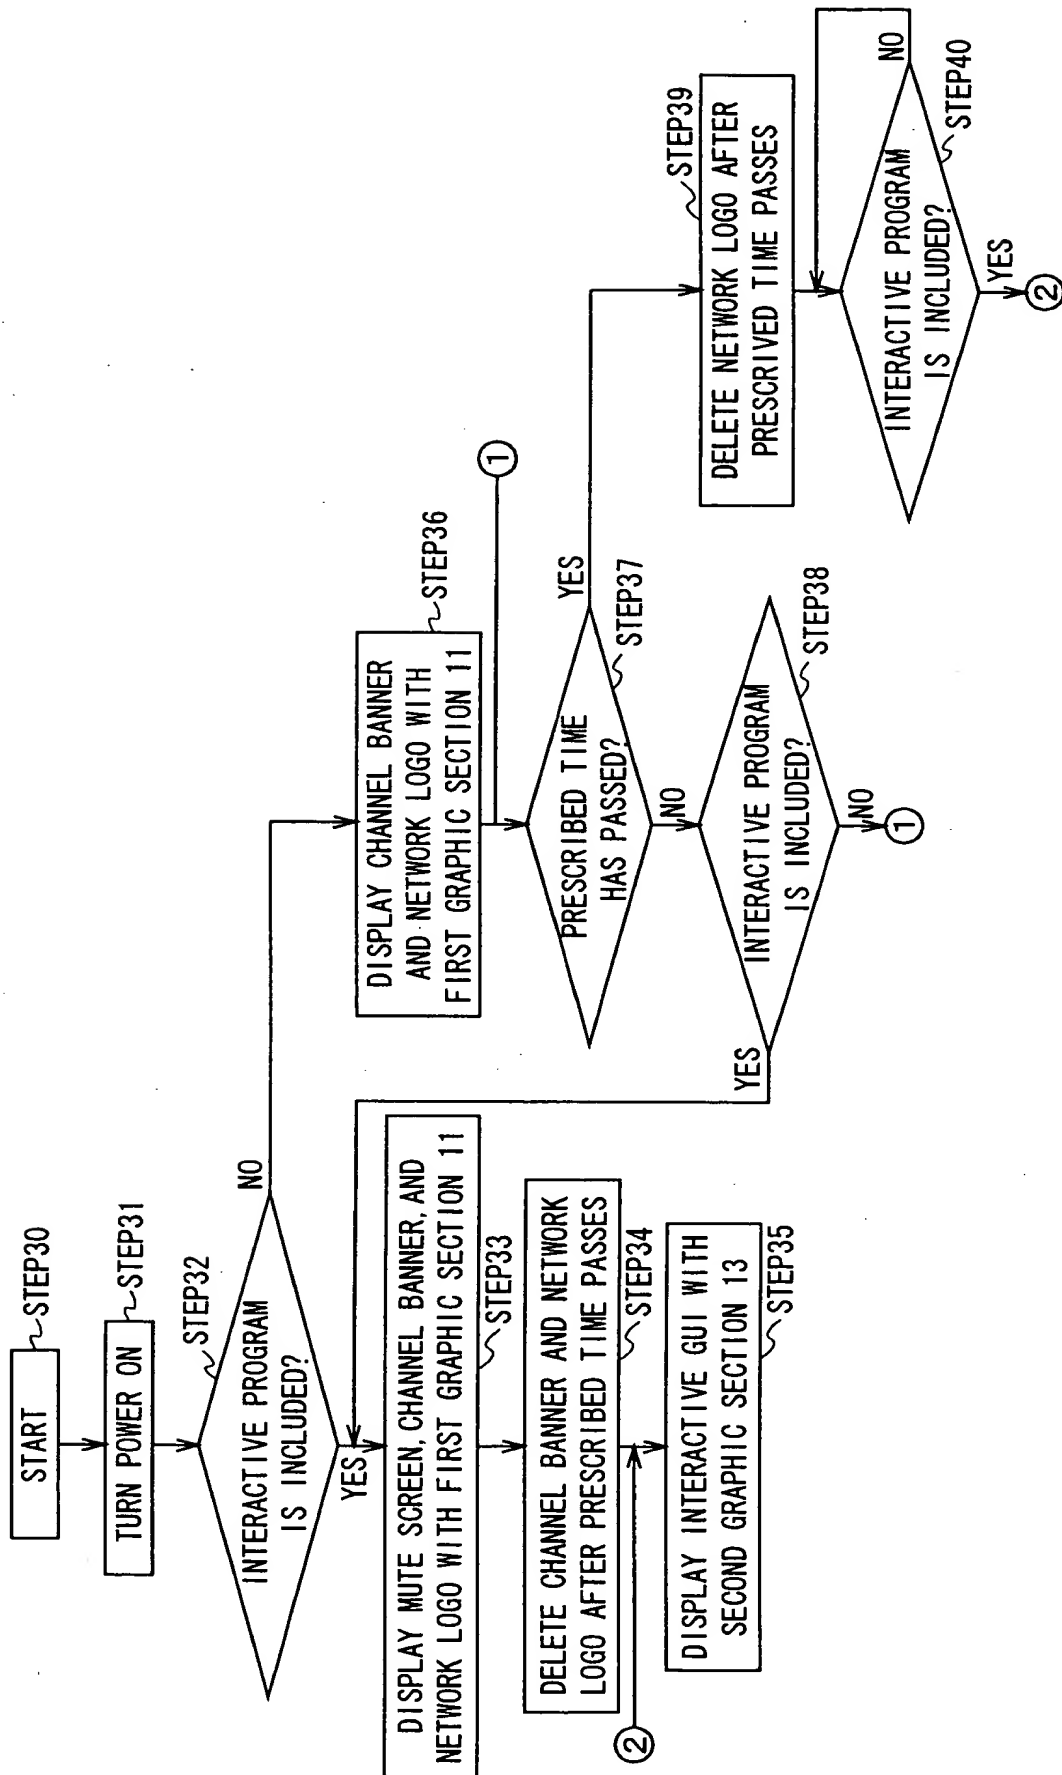 START
STEP30
TURN POWER ON
STEP31
INTERACTIVE PROGRAM
IS INCLUDED?
STEP32
NO
YES
DISPLAY MUTE SCREEN, CHANNEL BANNER, AND
NETWORK LOGO WITH FIRST GRAPHIC SECTION 11
STEP33
DELETE CHANNEL BANNER AND NETWORK
LOGO AFTER PRESCRIBED TIME PASSES
STEP34
2
DISPLAY INTERACTIVE GUI WITH
SECOND GRAPHIC SECTION 13
STEP35
DISPLAY CHANNEL BANNER
AND NETWORK LOGO WITH
FIRST GRAPHIC SECTION 11
STEP36
1
PRESCRIBED TIME
HAS PASSED?
STEP37
YES
NO
INTERACTIVE PROGRAM
IS INCLUDED?
STEP38
YES
NO
1
DELETE NETWORK LOGO AFTER
PRESCRIVED TIME PASSES
STEP39
INTERACTIVE PROGRAM
IS INCLUDED?
STEP40
NO
YES
2